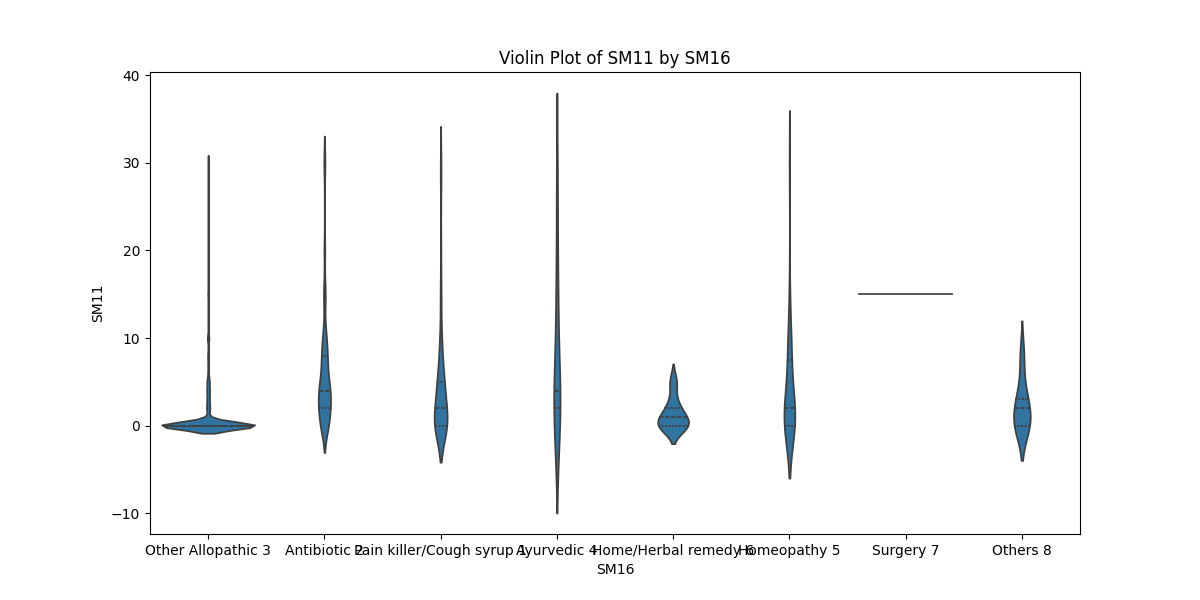 Violin Plot of SM11 by SM16
40
30
20
10
0
−10
SM11
Other Allopathic 3 Antibiotic 2 Pain killer/Cough syrup 1 Ayurvedic 4 Home/Herbal remedy 6 Homeopathy 5 Surgery 7 Others 8
SM16